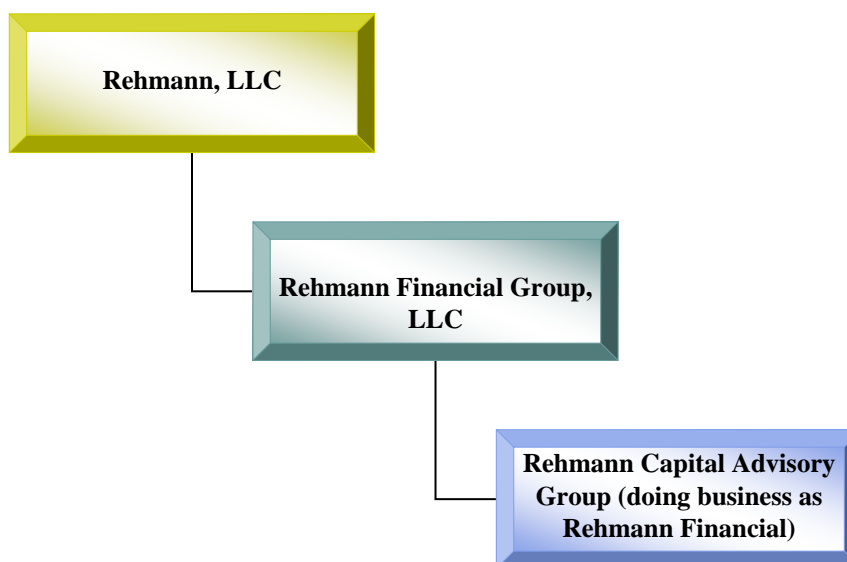 Rehmann, LLC
Rehmann Financial Group,
LLC
Rehmann Capital Advisory
Group (doing business as
Rehmann Financial)